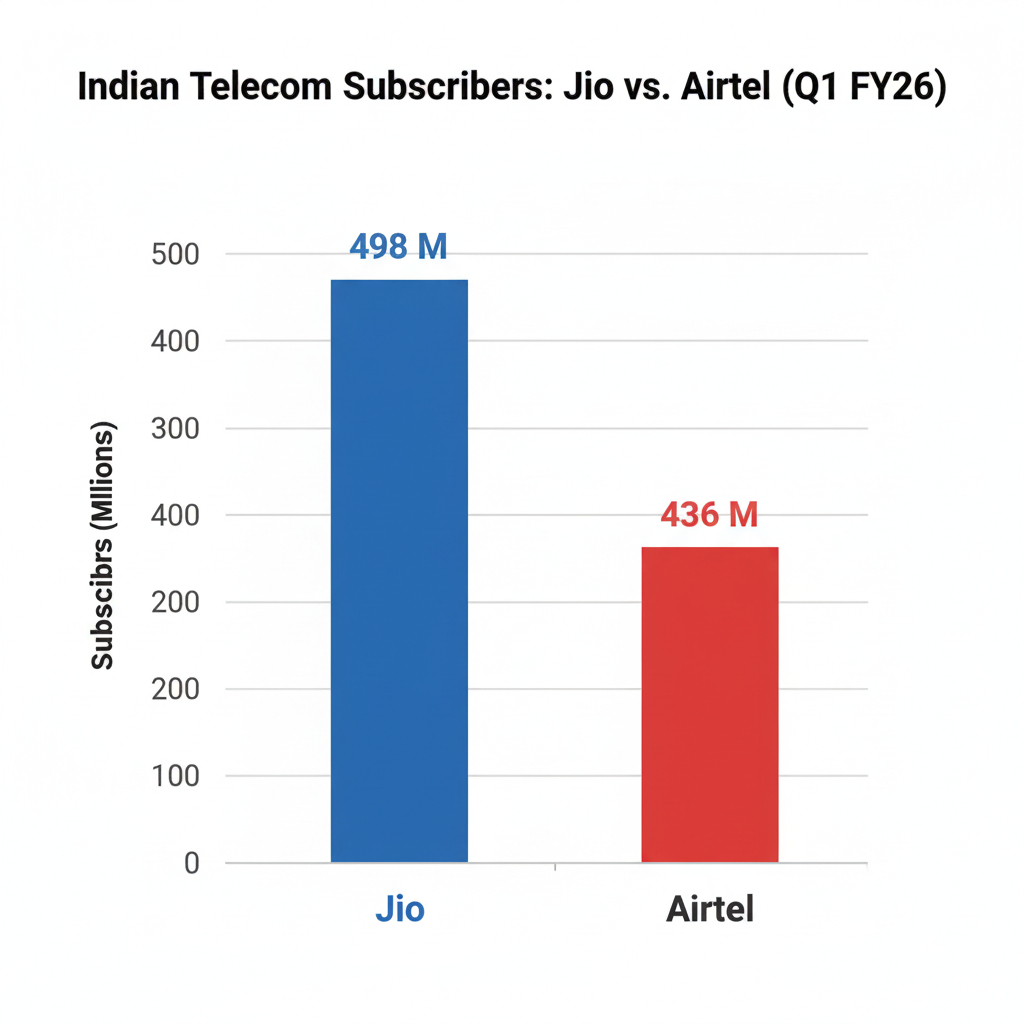 Indian Telecom Subscribers: Jio vs. Airtel (Q1 FY26)
498 M
436 M
500
400
300
400
200
200
100
0
Subscibrs (Mllions)
Jio
Airtel